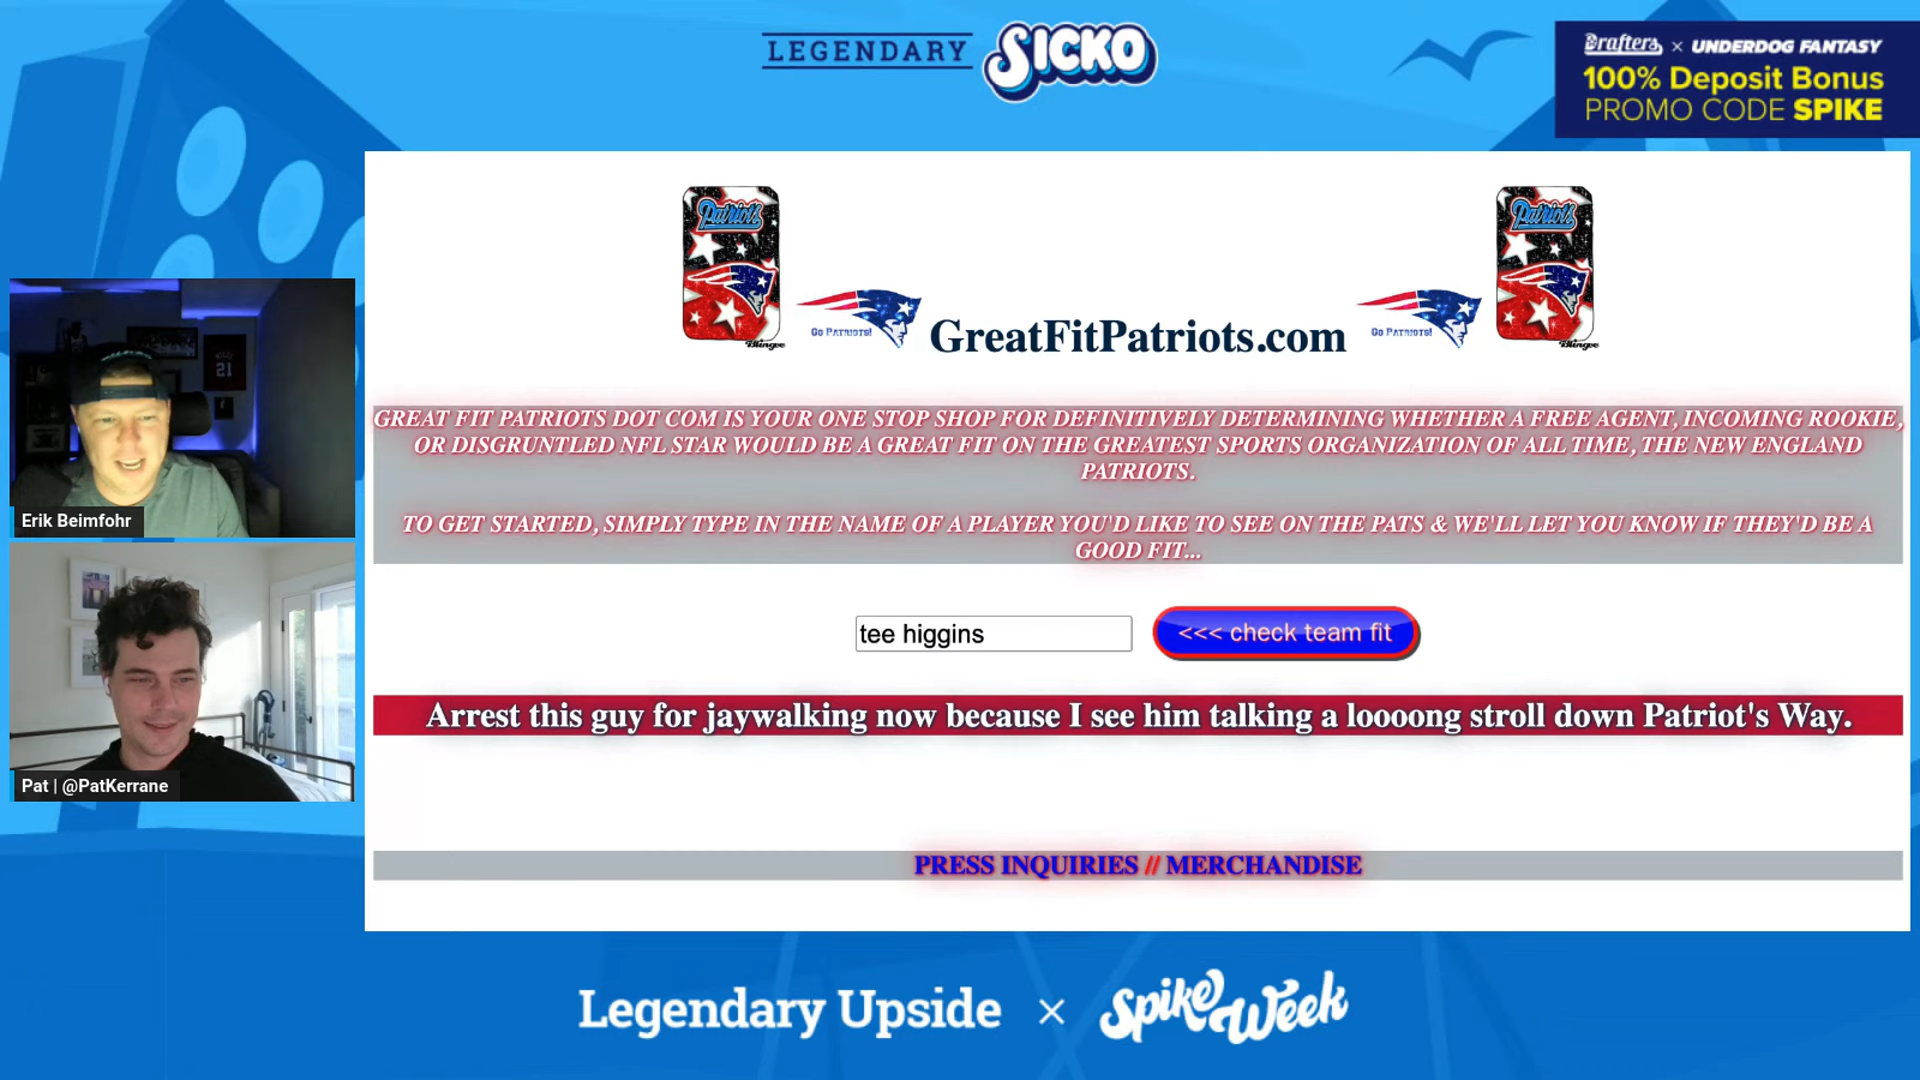 LEGENDARY SICKO
Drafters x UNDERDOG FANTASY
100% Deposit Bonus
PROMO CODE SPIKE
Patriots
Blingee
GO PATRIOTS!
GreatFitPatriots.com
GO PATRIOTS!
Patriots
Blingee
GREAT FIT PATRIOTS DOT COM IS YOUR ONE STOP SHOP FOR DEFINITIVELY DETERMINING WHETHER A FREE AGENT, INCOMING ROOKIE,
OR DISGRUNTLED NFL STAR WOULD BE A GREAT FIT ON THE GREATEST SPORTS ORGANIZATION OF ALL TIME, THE NEW ENGLAND
PATRIOTS.
TO GET STARTED, SIMPLY TYPE IN THE NAME OF A PLAYER YOU'D LIKE TO SEE ON THE PATS & WE'LL LET YOU KNOW IF THEY'D BE A
GOOD FIT...
21
Erik Beimfohr
tee higgins
<<< check team fit
Arrest this guy for jaywalking now because I see him talking a loooong stroll down Patriot's Way.
Pat | @PatKerrane
PRESS INQUIRIES // MERCHANDISE
Legendary Upside x Spike Week